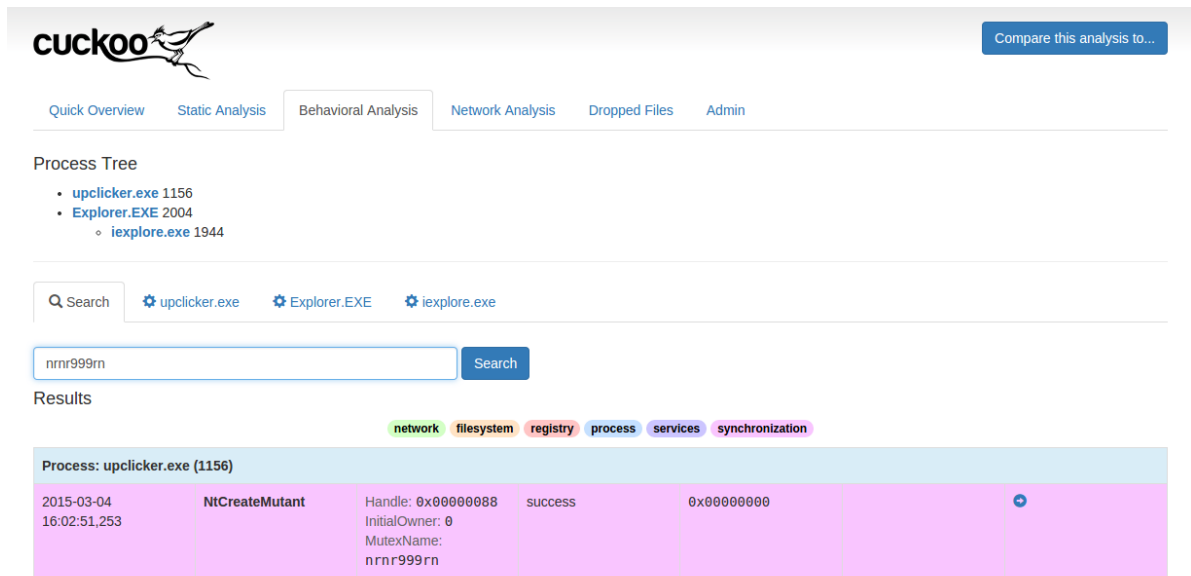 cuckoo
Compare this analysis to...
Quick Overview Static Analysis Behavioral Analysis Network Analysis Dropped Files Admin
Process Tree
upclicker.exe 1156
Explorer.EXE 2004
iexplore.exe 1944
Search upclicker.exe Explorer.EXE iexplore.exe
nrnr999rn Search
Results
network filesystem registry process services synchronization
Process: upclicker.exe (1156)
2015-03-04 NtCreateMutant Handle: 0x00000088 success 0x00000000
16:02:51,253 InitialOwner: 0
MutexName:
nrnr999rn